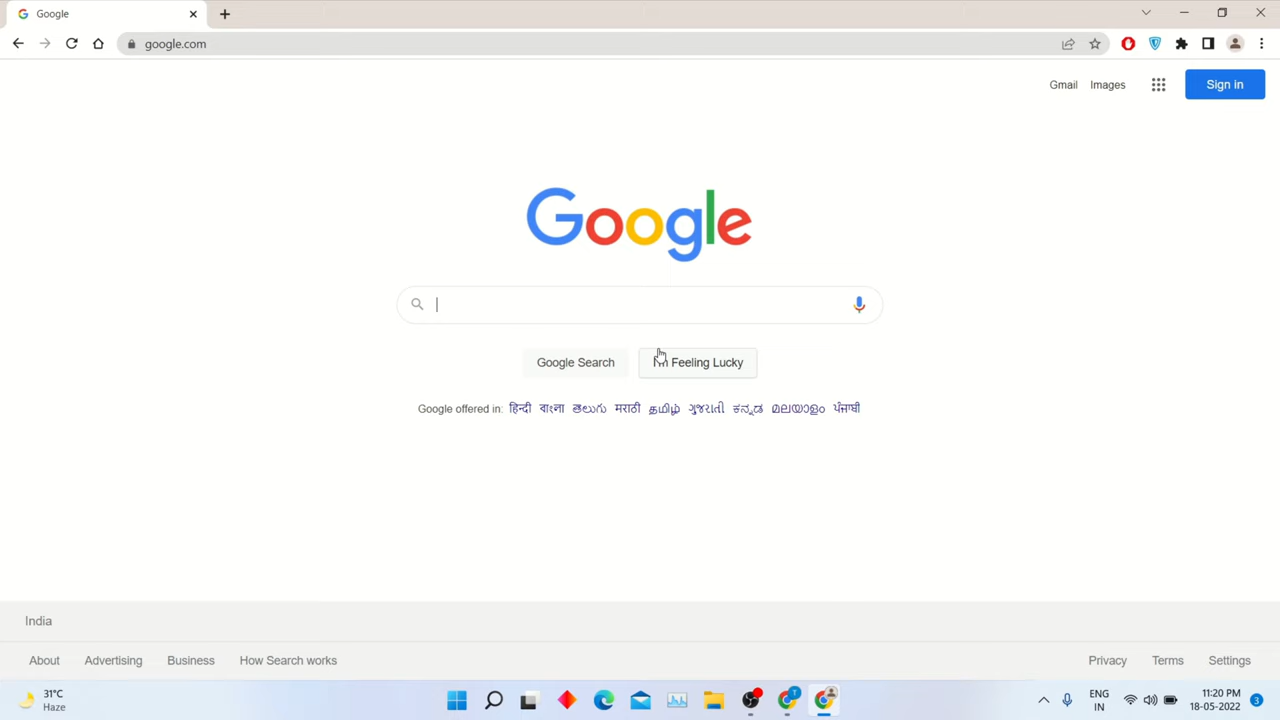 Google
google.com
Gmail Images Sign in
Google
Google Search I'm Feeling Lucky
Google offered in: हिन्दी বাংলা తెలుగు मराठी தமிழ் ગુજરાતી ಕನ್ನಡ മലയാളം ਪੰਜਾਬੀ
India
About Advertising Business How Search works Privacy Terms Settings
31°C
Haze
ENG
IN
11:20 PM
18-05-2022
3
T